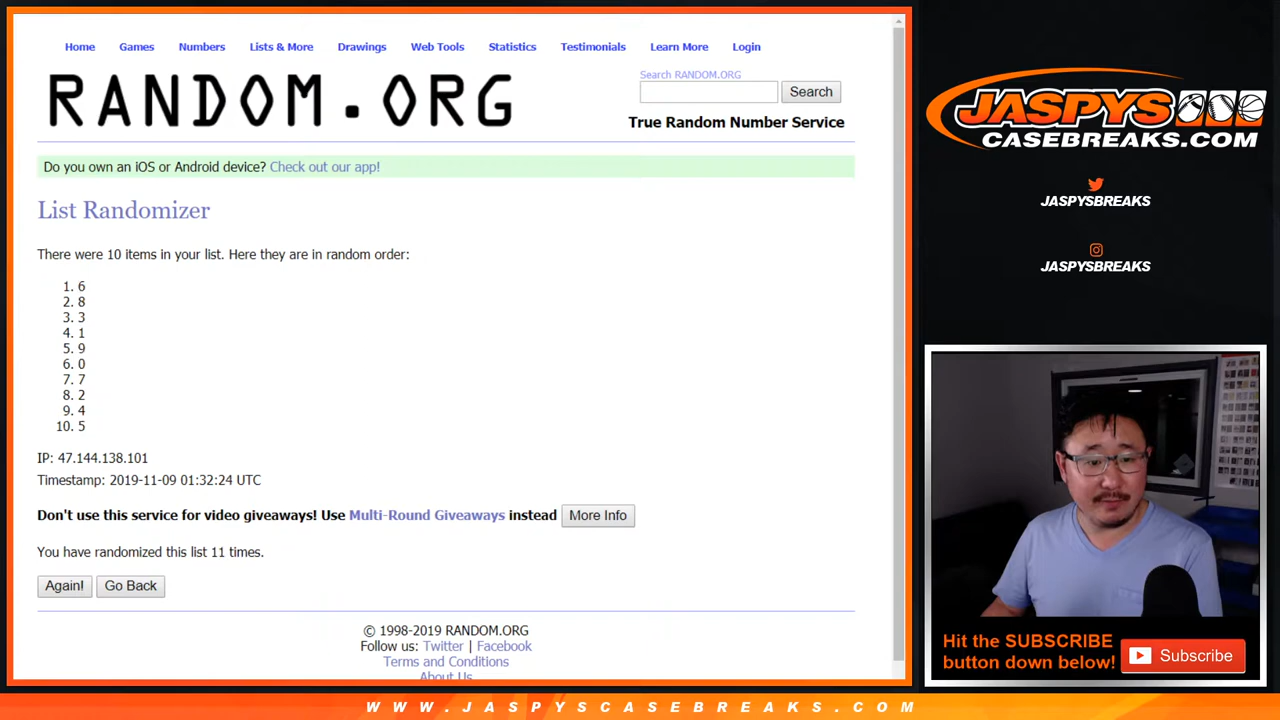 Home Games Numbers Lists & More Drawings Web Tools Statistics Testimonials Learn More Login
RANDOM.ORG
Search RANDOM.ORG
Search
True Random Number Service
Do you own an iOS or Android device? Check out our app!
List Randomizer
There were 10 items in your list. Here they are in random order:
1. 6
2. 8
3. 3
4. 1
5. 9
6. 0
7. 7
8. 2
9. 4
10. 5
IP: 47.144.138.101
Timestamp: 2019-11-09 01:32:24 UTC
Don't use this service for video giveaways! Use Multi-Round Giveaways instead More Info
You have randomized this list 11 times.
Again! Go Back
© 1998-2019 RANDOM.ORG
Follow us: Twitter | Facebook
Terms and Conditions
About Us
JASPYS
CASEBREAKS.COM
JASPYSBREAKS
JASPYSBREAKS
Hit the SUBSCRIBE
button down below!
Subscribe
WWW.JASPYSCASEBREAKS.COM